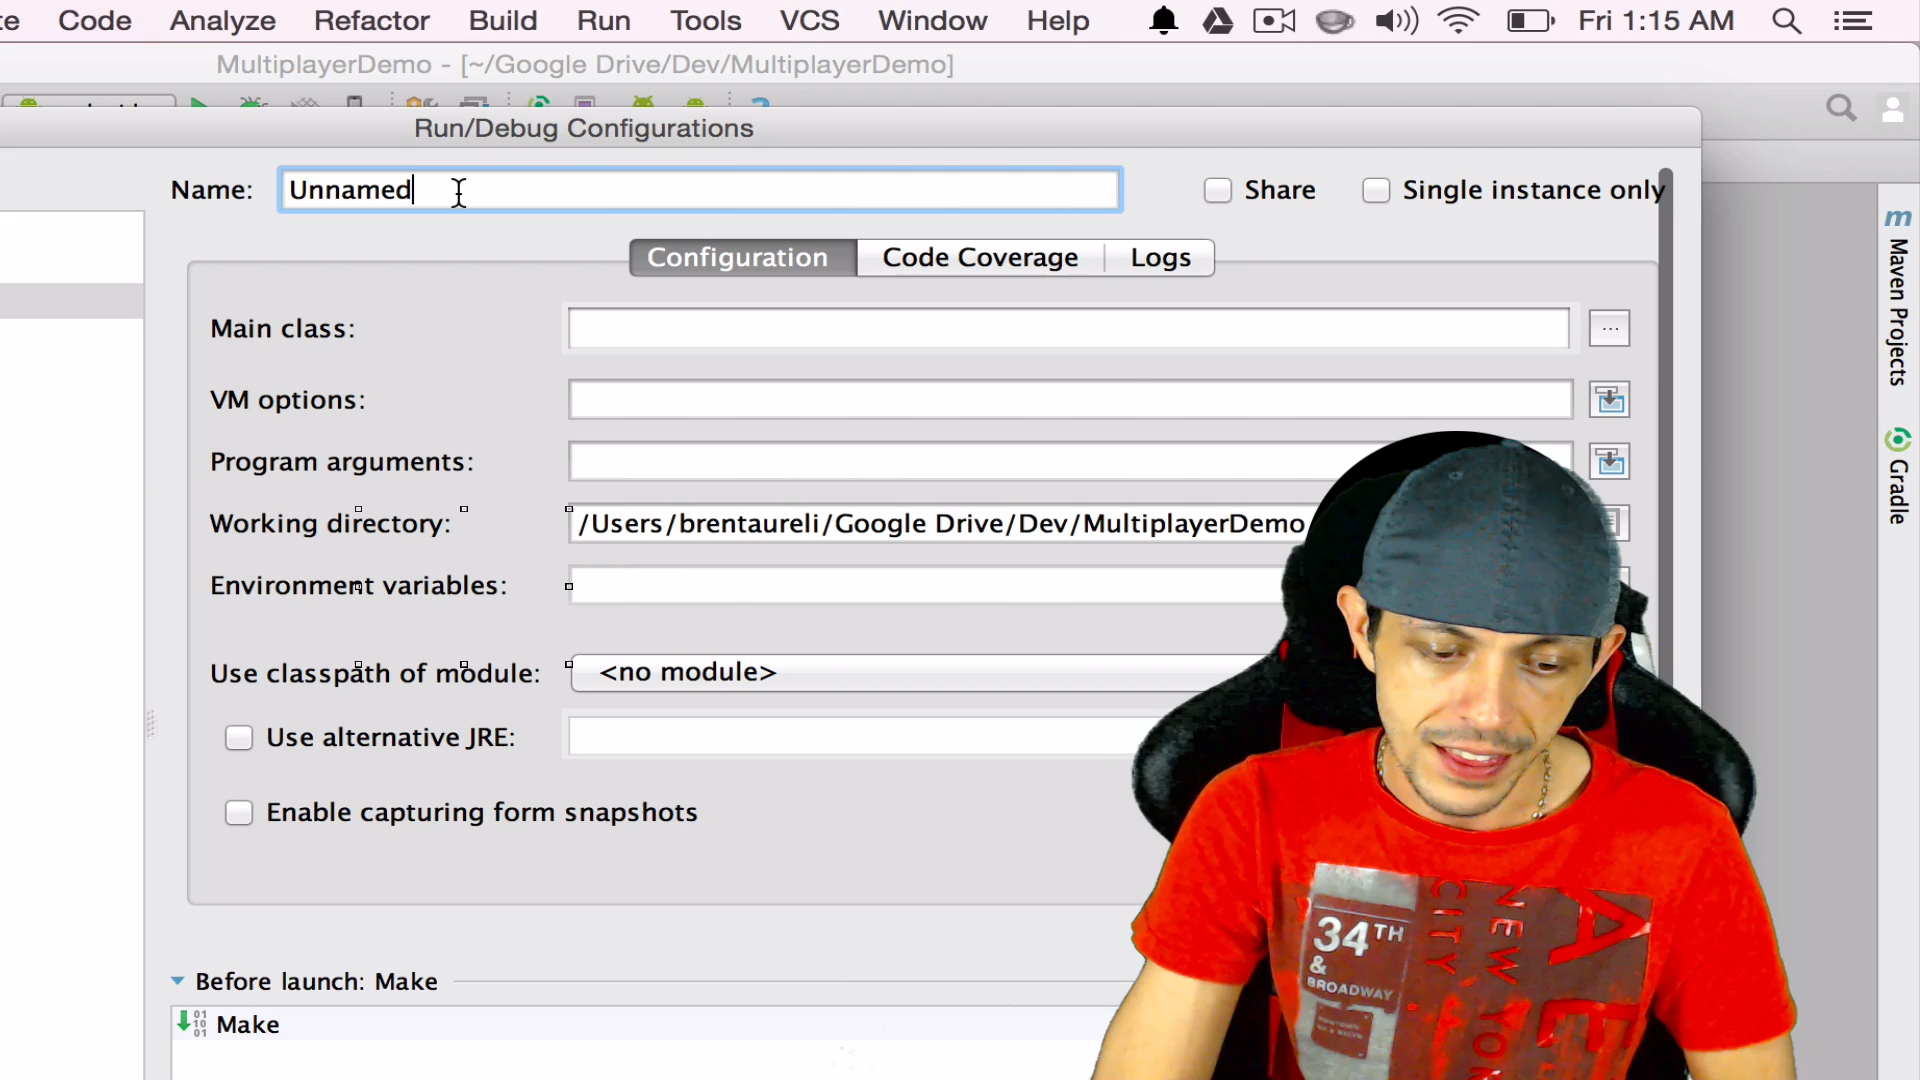 Code Analyze Refactor Build Run Tools VCS Window Help Fri 1:15 AM
MultiplayerDemo - [~/Google Drive/Dev/MultiplayerDemo]
Run/Debug Configurations
Name: Unnamed Share Single instance only
Configuration Code Coverage Logs
Main class: ...
VM options:
Program arguments:
Working directory: /Users/brentaureli/Google Drive/Dev/MultiplayerDemo
Environment variables:
Use classpath of module: <no module>
Use alternative JRE:
Enable capturing form snapshots
Before launch: Make
Make
Maven Projects
Gradle
34TH
&
BROADWAY
NEW
CITY